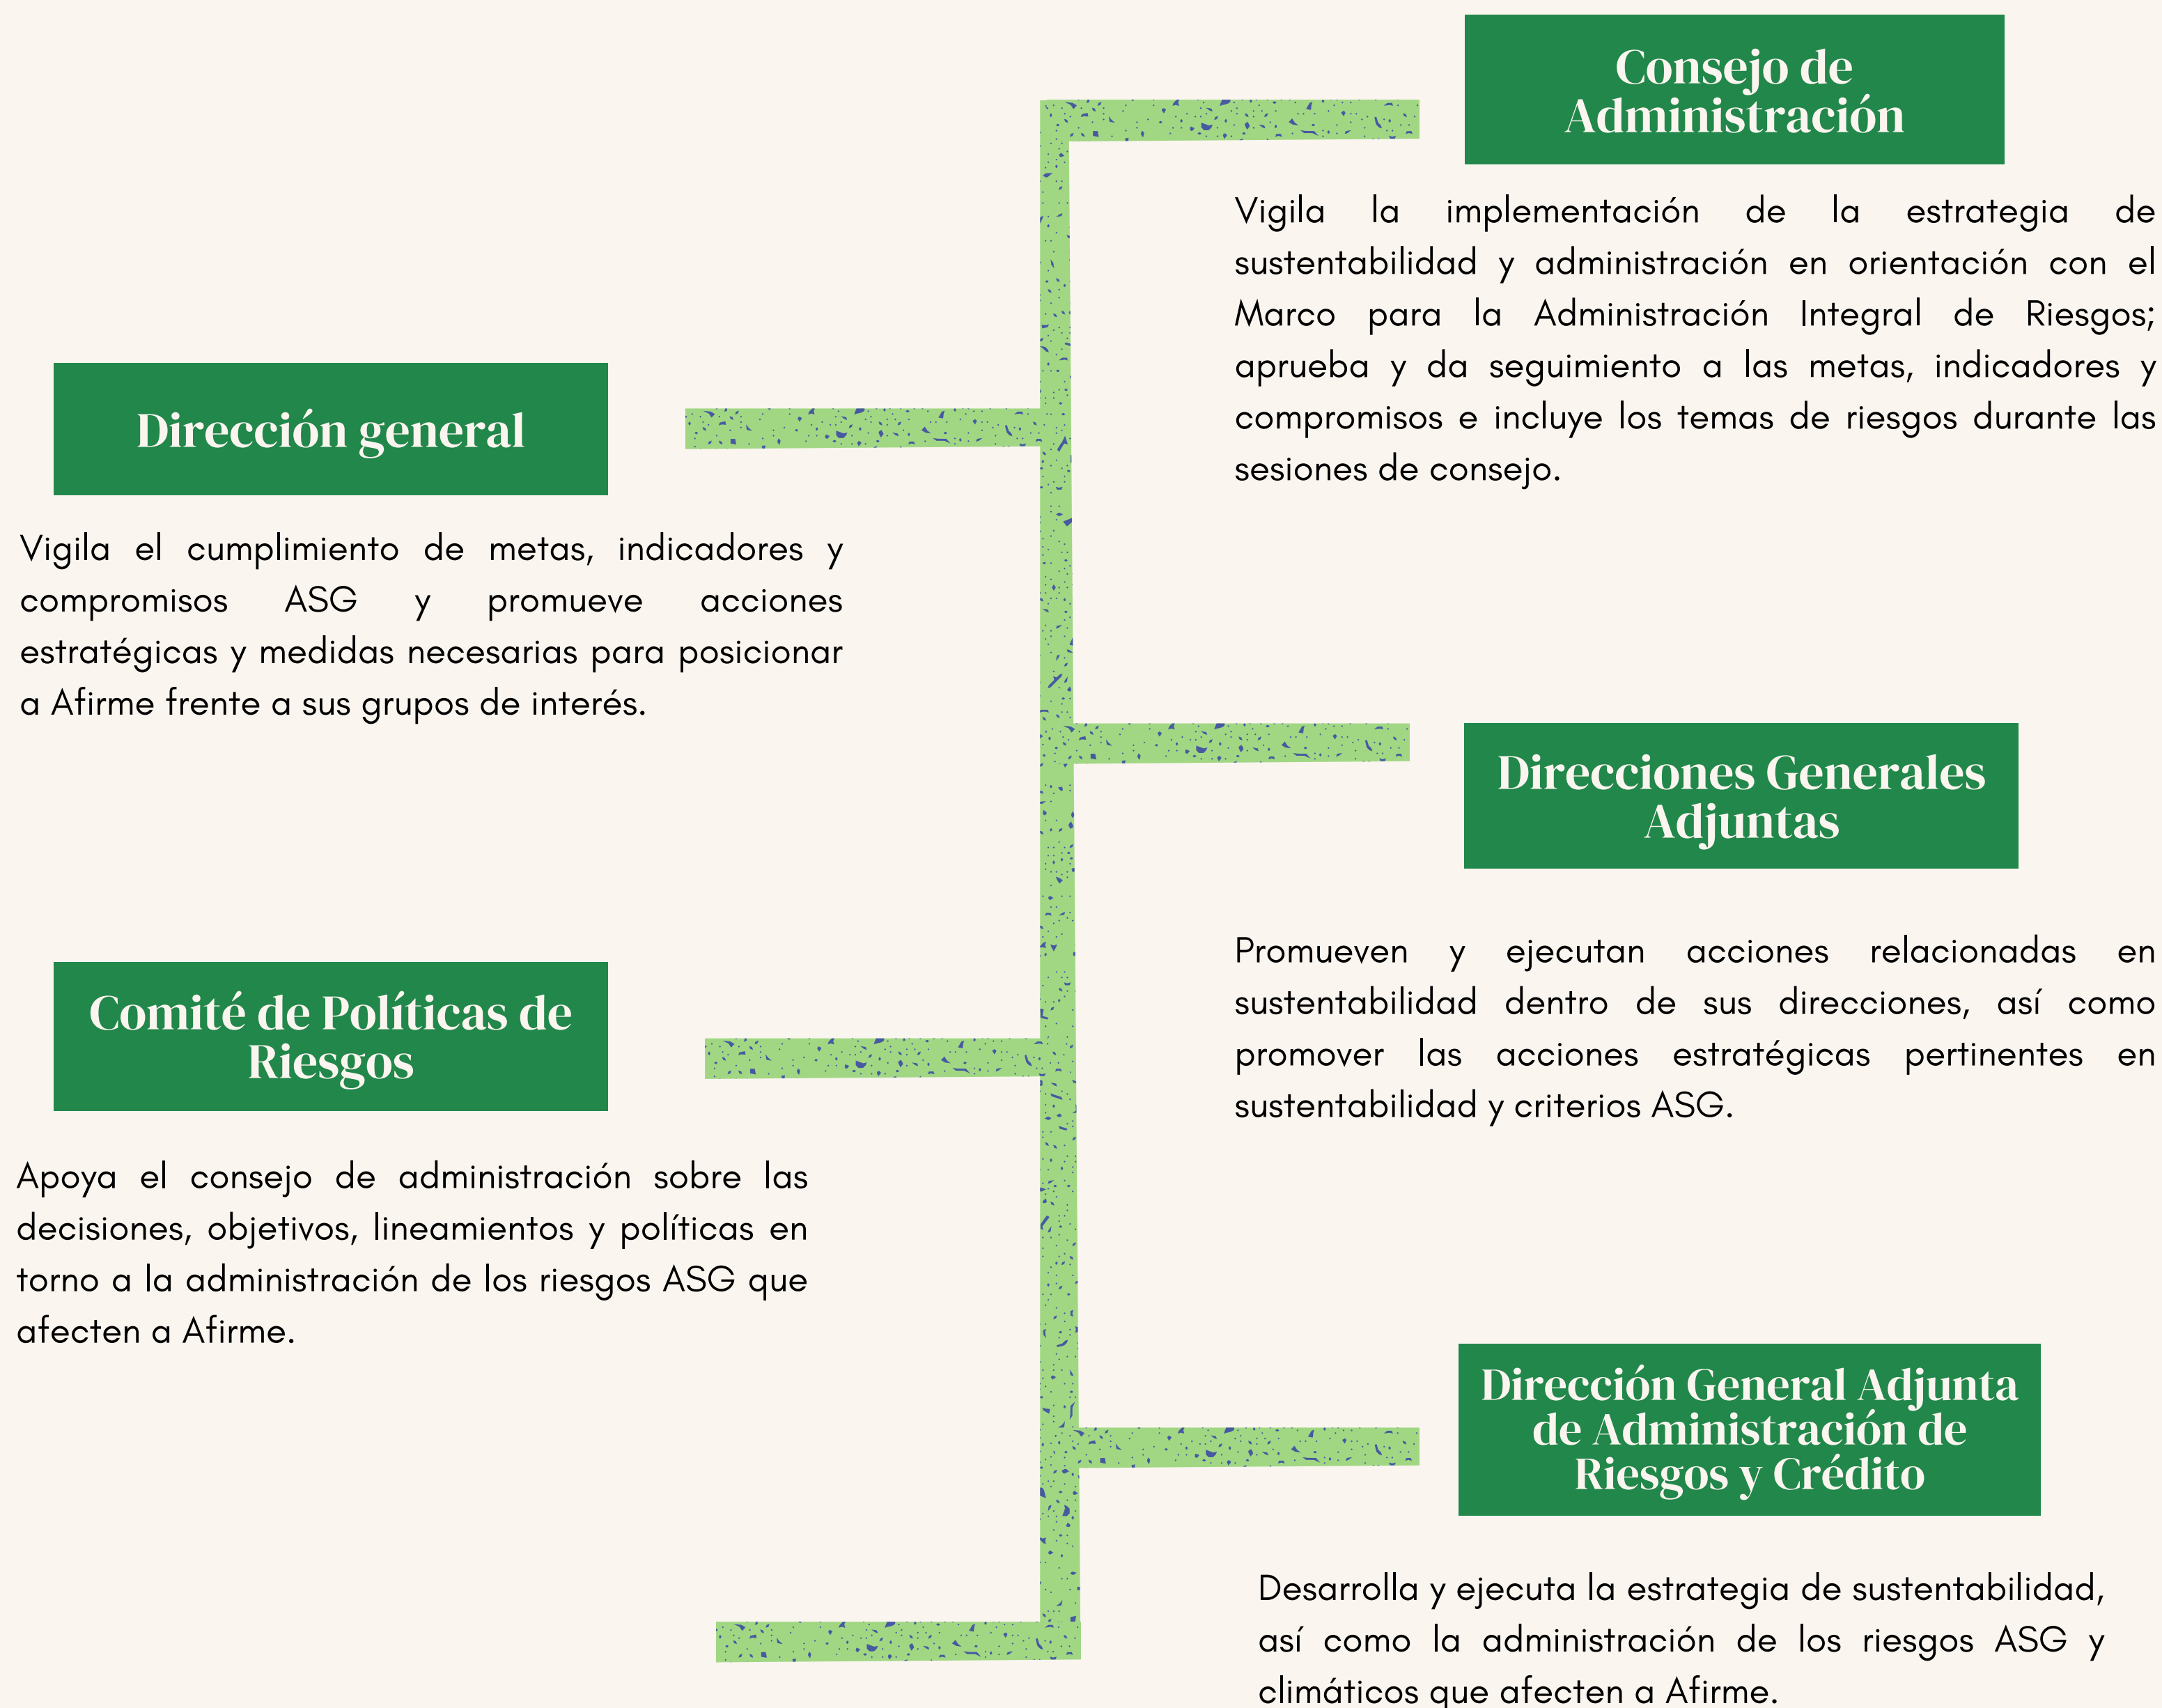 Consejo de
Administración
Vigila la implementación de la estrategia de
sustentabilidad y administración en orientación con el
Marco para la Administración Integral de Riesgos;
aprueba y da seguimiento a las metas, indicadores y
compromisos e incluye los temas de riesgos durante las
sesiones de consejo.
Dirección general
Vigila el cumplimiento de metas, indicadores y
compromisos ASG y promueve acciones
estratégicas y medidas necesarias para posicionar
a Afirme frente a sus grupos de interés.
Direcciones Generales
Adjuntas
Promueven y ejecutan acciones relacionadas en
sustentabilidad dentro de sus direcciones, así como
promover las acciones estratégicas pertinentes en
sustentabilidad y criterios ASG.
Comité de Políticas de
Riesgos
Apoya el consejo de administración sobre las
decisiones, objetivos, lineamientos y políticas en
torno a la administración de los riesgos ASG que
afecten a Afirme.
Dirección General Adjunta
de Administración de
Riesgos y Crédito
Desarrolla y ejecuta la estrategia de sustentabilidad,
así como la administración de los riesgos ASG y
climáticos que afecten a Afirme.